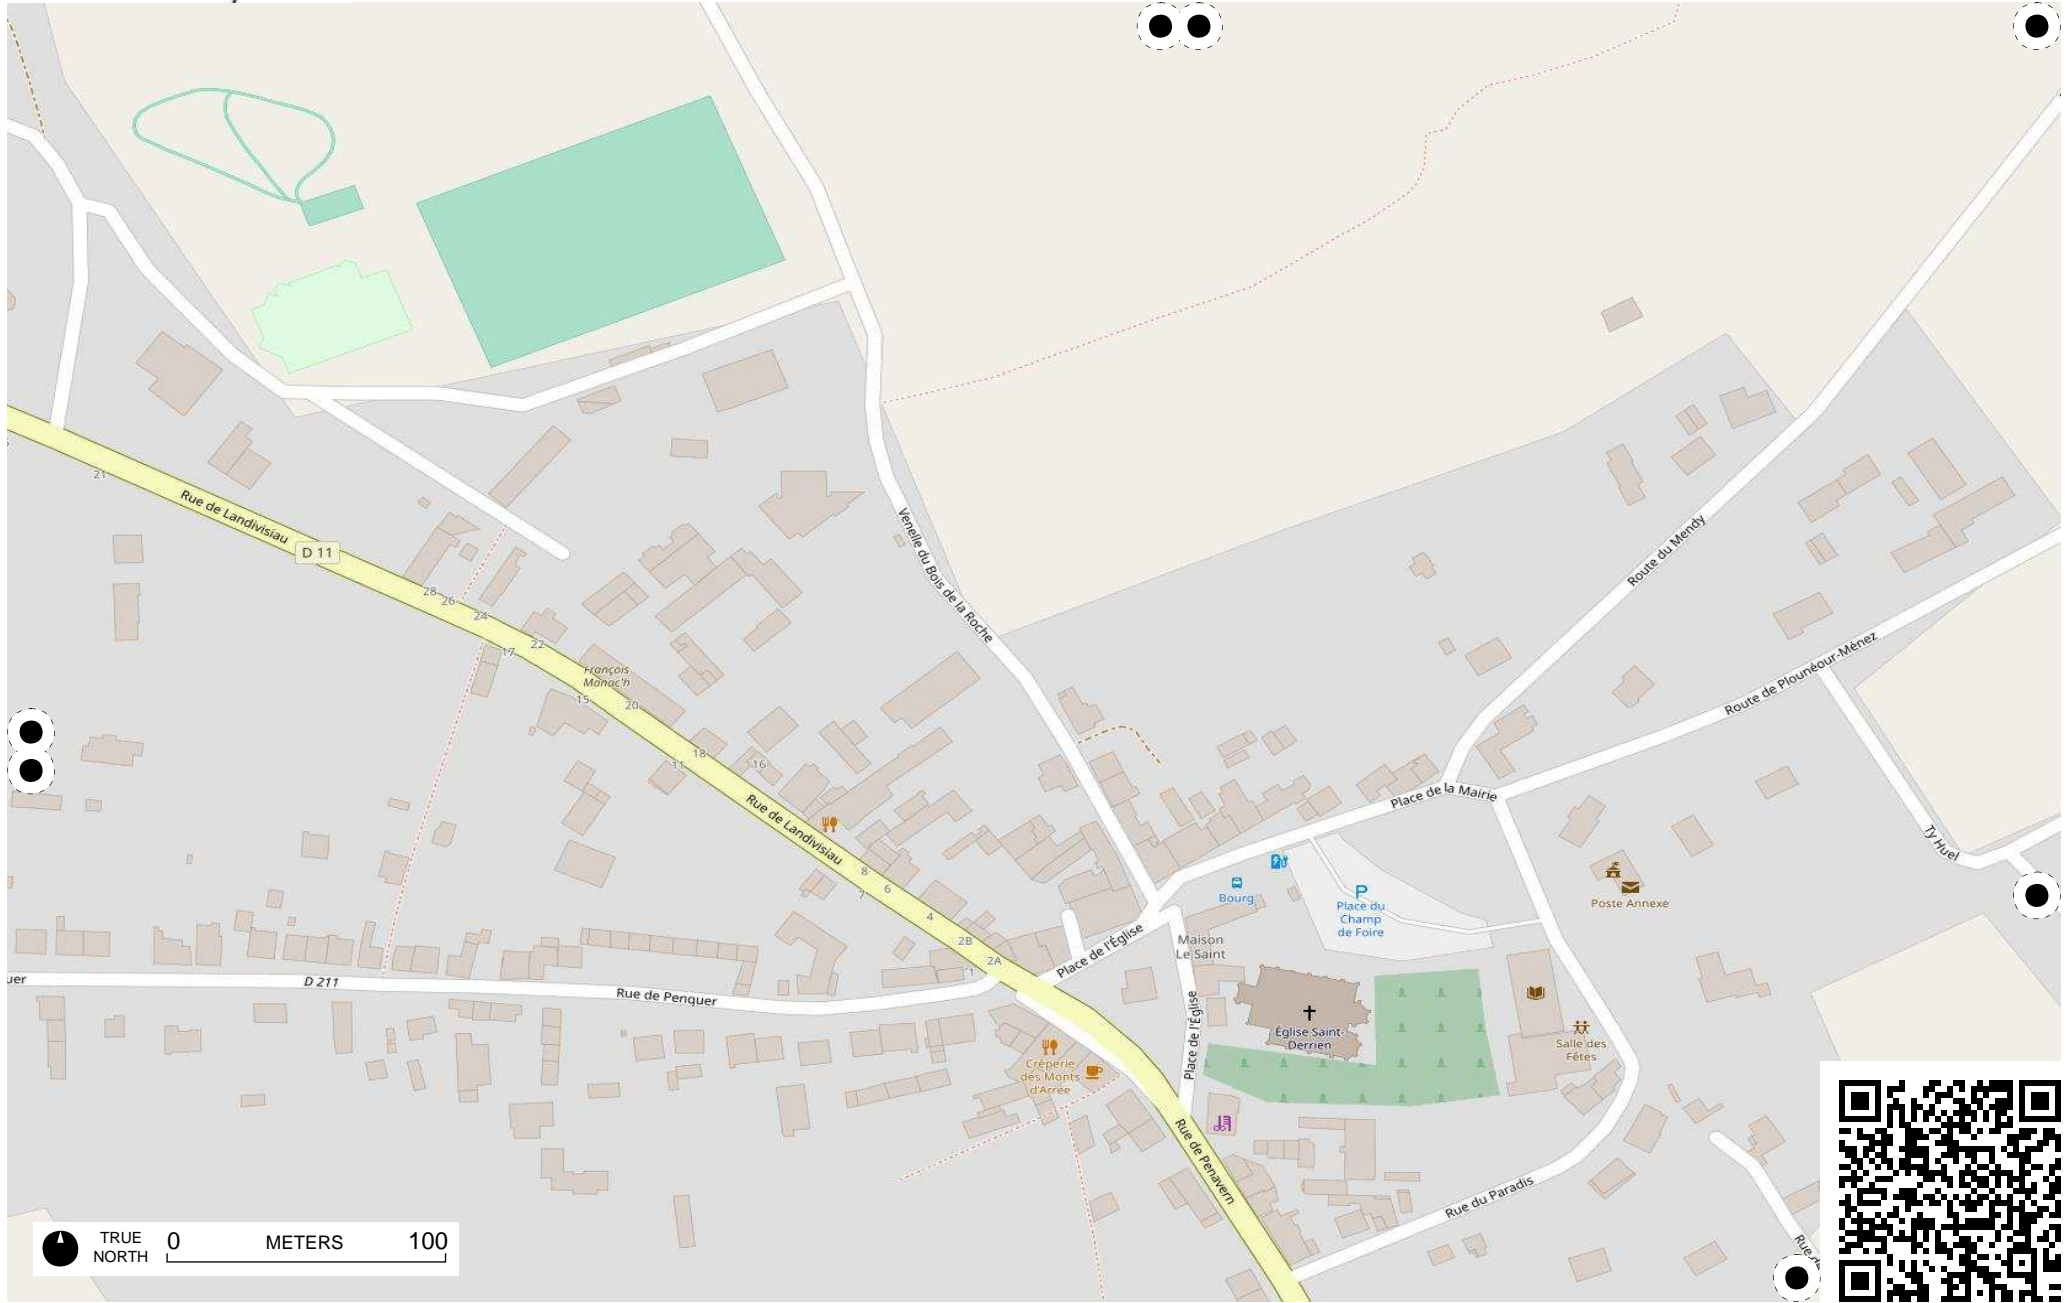 21
Rue de Landivisiau
D 11
28
26
24
22
17
François
Monac'h
15
20
18
11
16
Rue de Landivisiau
8
6
7
4
2B
2A
1
Venelle du Bois de la Roche
Route du Mendy
Route de Plounéour-Ménez
Place de la Mairie
Ty Huel
Bourg
P
Place du
Champ
de Foire
Poste Annexe
Maison
Le Saint
Place de l'Église
Place de l'Église
Église Saint-
Derrien
Salle des
Fêtes
uer
D 211
Rue de Penquer
Crêperie
des Monts
d'Arrée
Rue de Penavern
Rue du Paradis
TRUE
NORTH
0 METERS 100